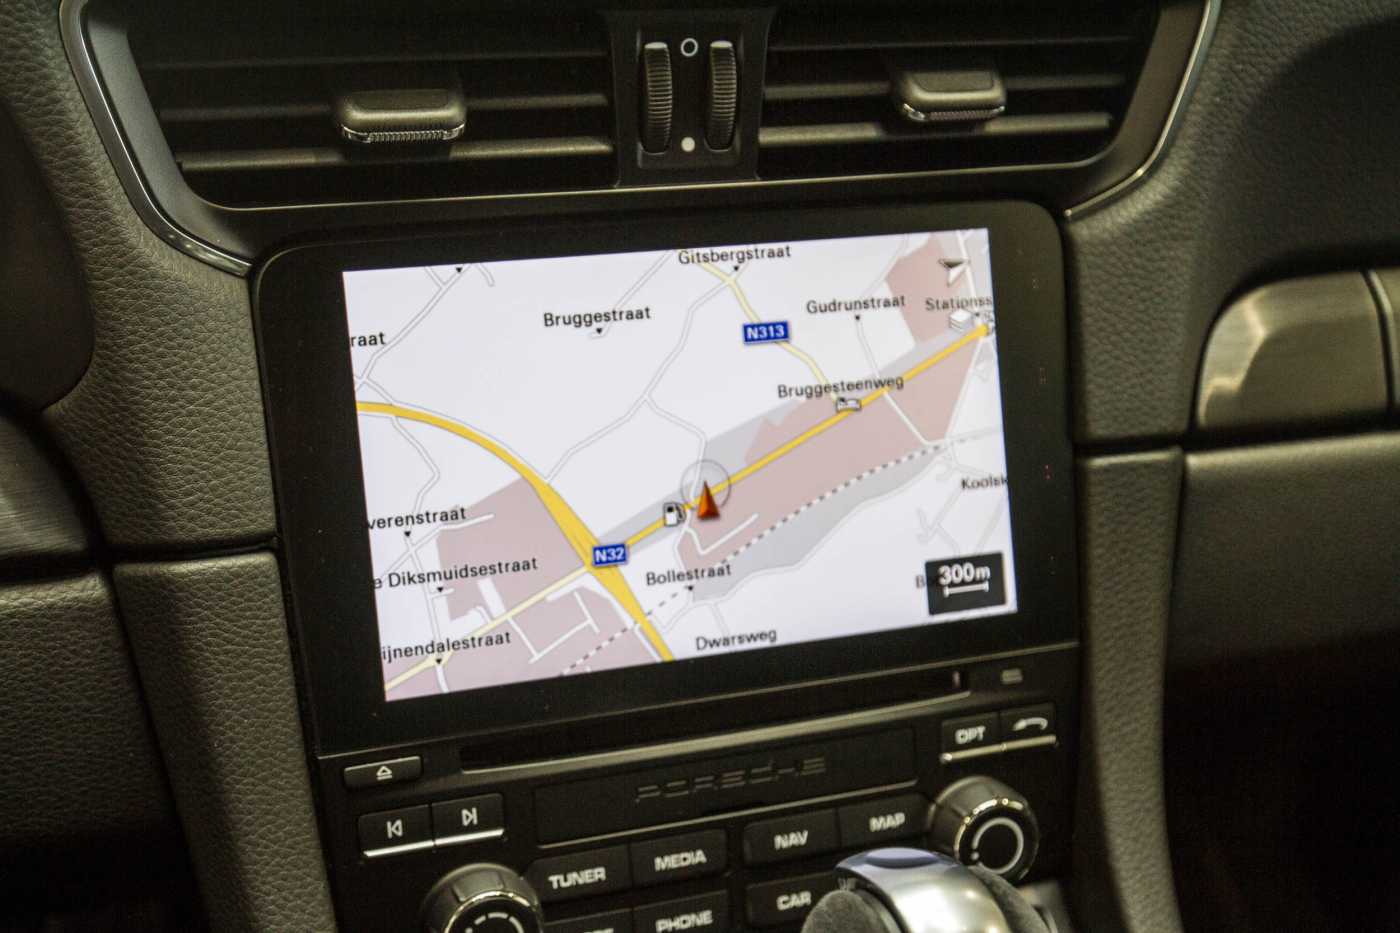 Gitsbergstraat
Bruggestraat
Gudrunstraat
Stationss
N313
raat
Bruggesteenweg
verenstraat
Koolsk
N32
e Diksmuidsestraat
Bollestraat
300m
ijnendalestraat
Dwarsweg
OPT
PORSCHE
TUNER
MEDIA
NAV
MAP
PHONE
CAR